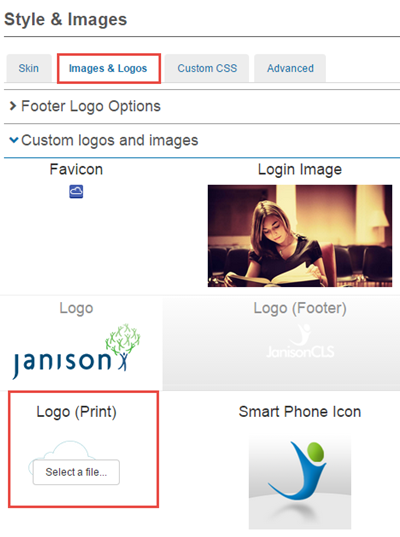 Style & Images
Skin
Images & Logos
Custom CSS
Advanced
Footer Logo Options
Custom logos and images
Favicon
Login Image
Logo
Logo (Footer)
janison
JanisonCLS
Logo (Print)
Smart Phone Icon
Select a file...